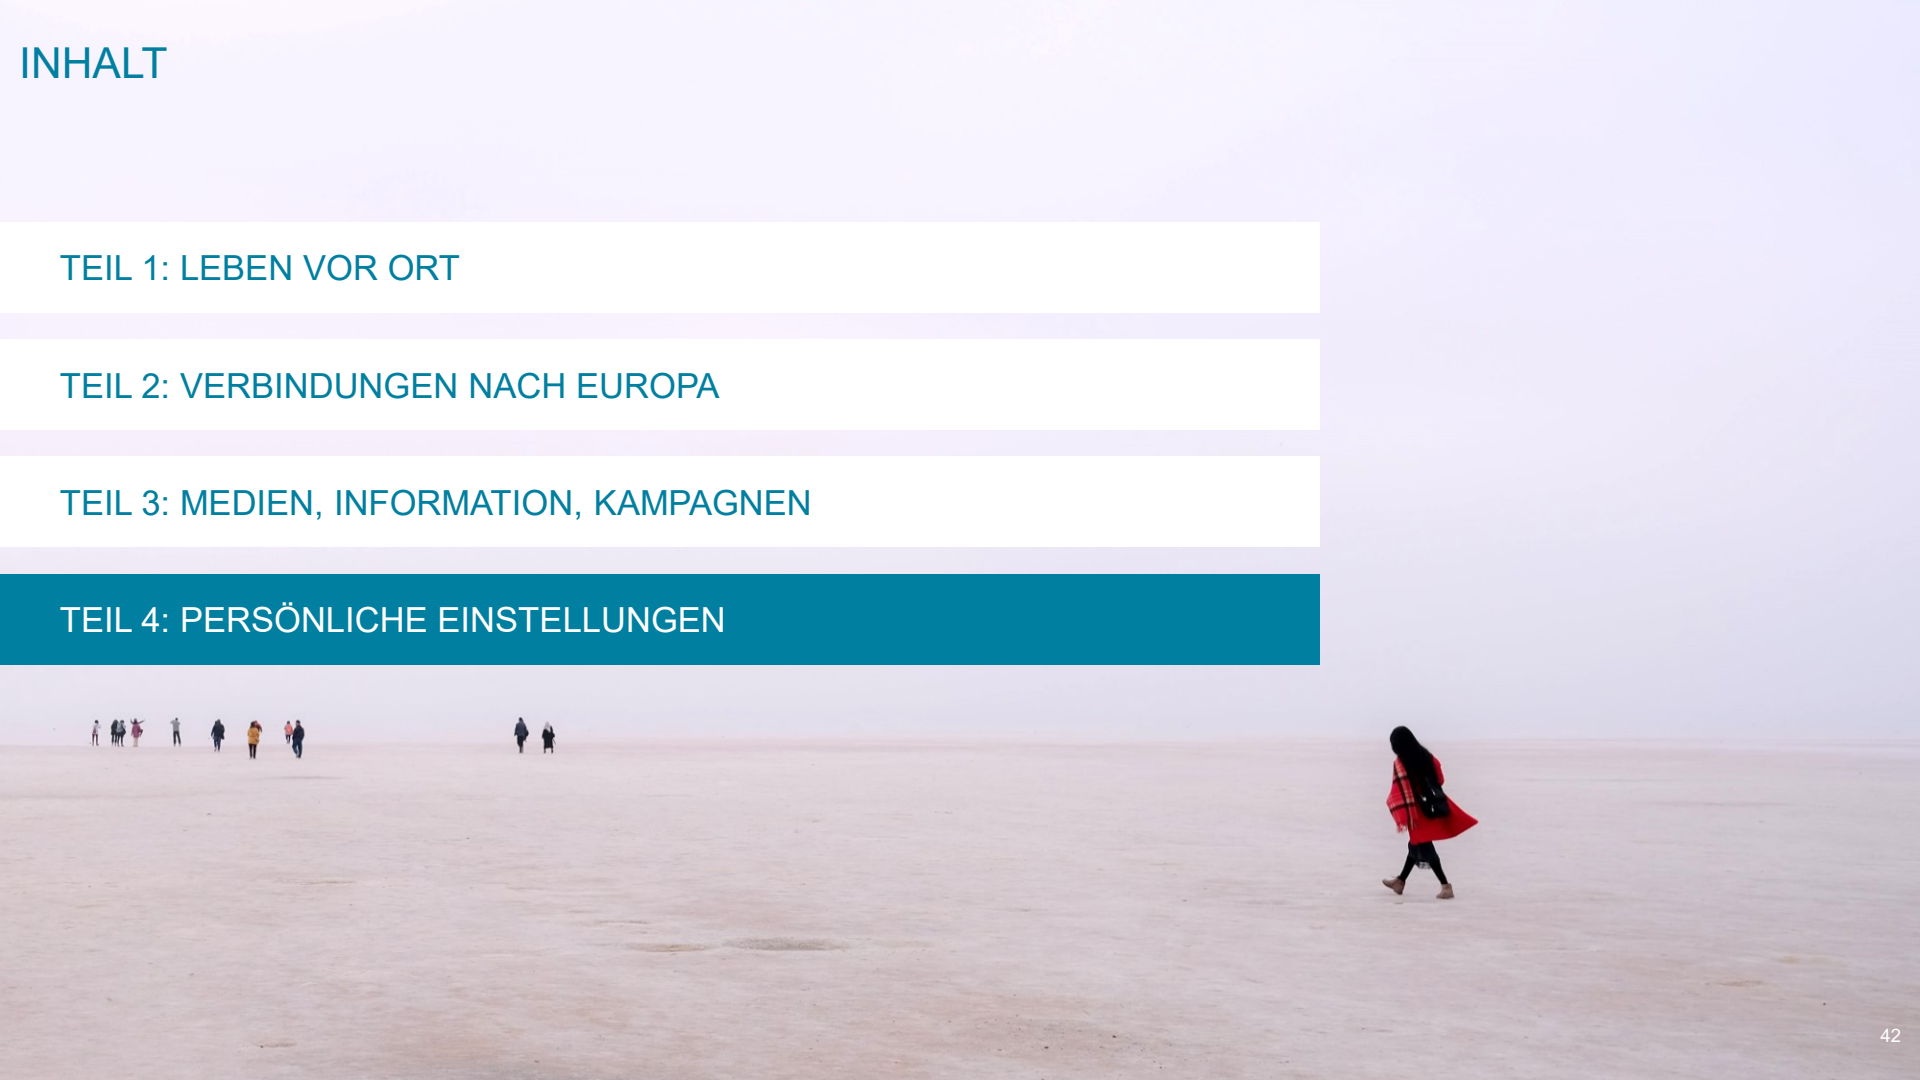 INHALT
TEIL 1: LEBEN VOR ORT
TEIL 2: VERBINDUNGEN NACH EUROPA
TEIL 3: MEDIEN, INFORMATION, KAMPAGNEN
TEIL 4: PERSÖNLICHE EINSTELLUNGEN
42